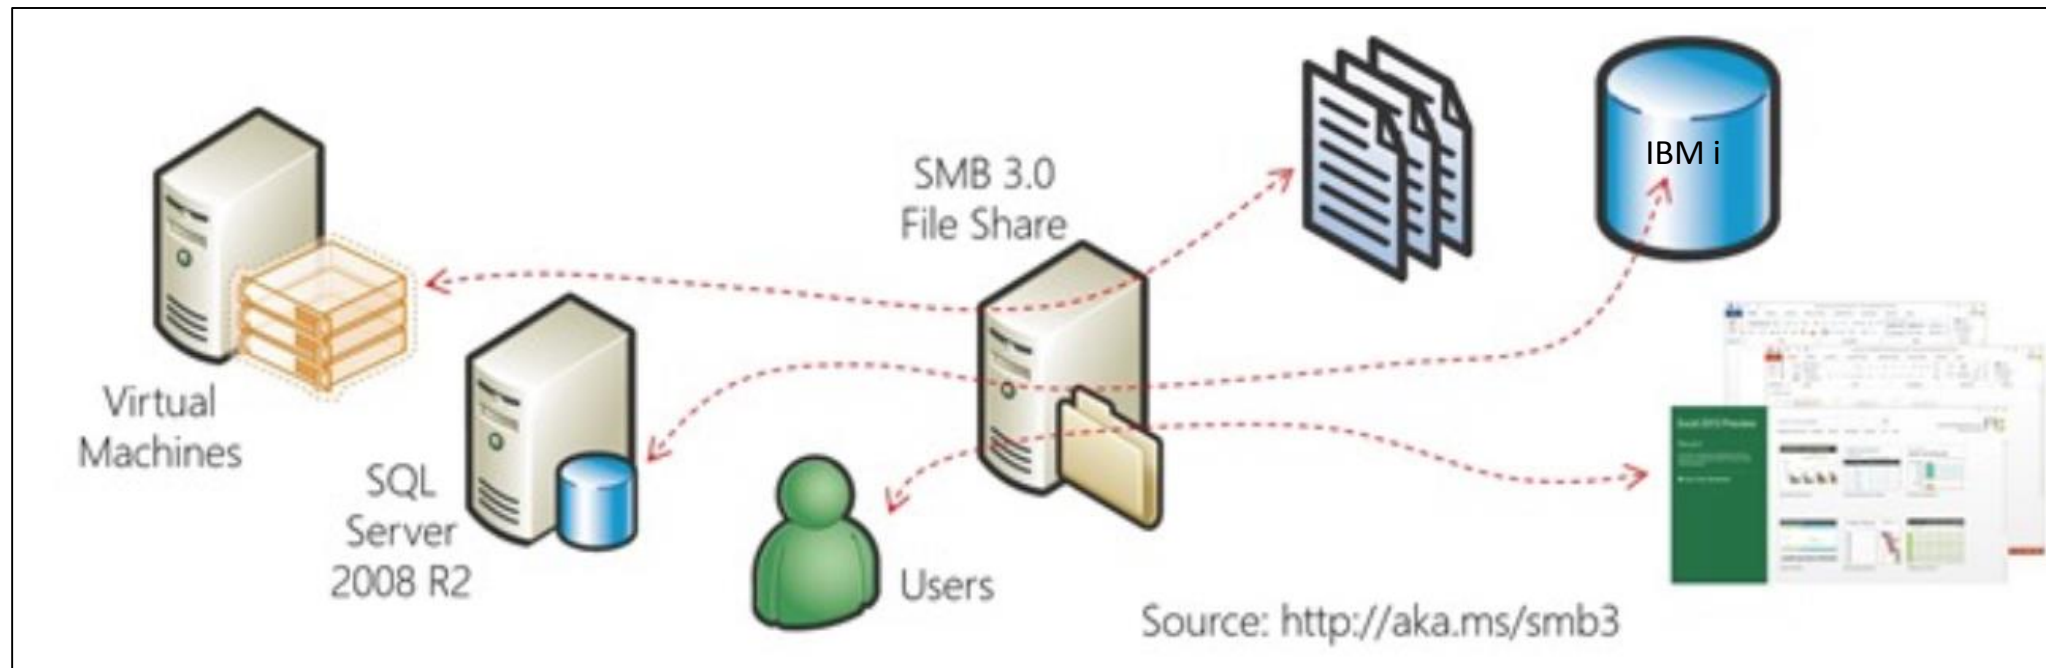 SMB 3.0
File Share
IBM i
Virtual
Machines
SQL
Server
2008 R2
Users
Source: http://aka.ms/smb3